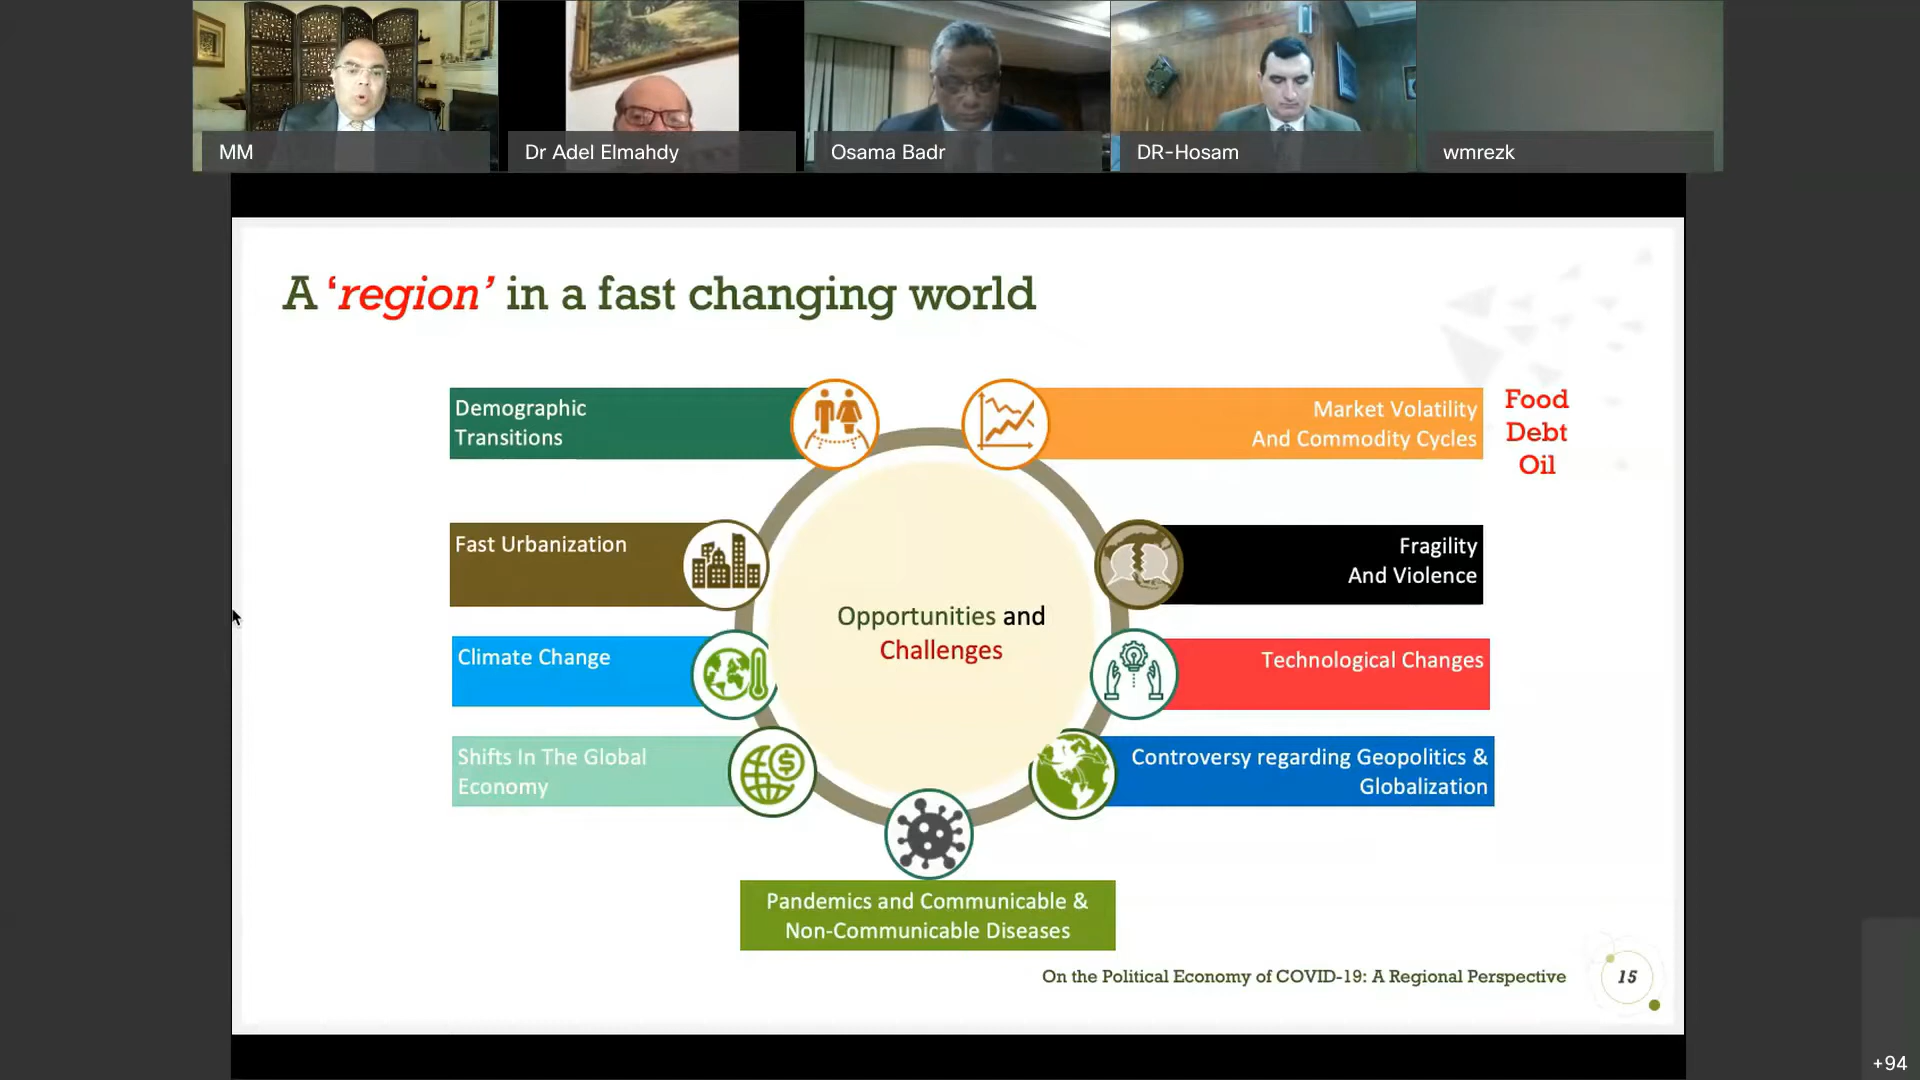 MM
Dr Adel Elmahdy
Osama Badr
DR-Hosam
wmrezk
A ‘region’ in a fast changing world
Demographic
Transitions
Market Volatility
And Commodity Cycles
Food
Debt
Oil
Fast Urbanization
Fragility
And Violence
Opportunities and
Challenges
Climate Change
Technological Changes
Shifts In The Global
Economy
Controversy regarding Geopolitics &
Globalization
Pandemics and Communicable &
Non-Communicable Diseases
On the Political Economy of COVID-19: A Regional Perspective
15
+94